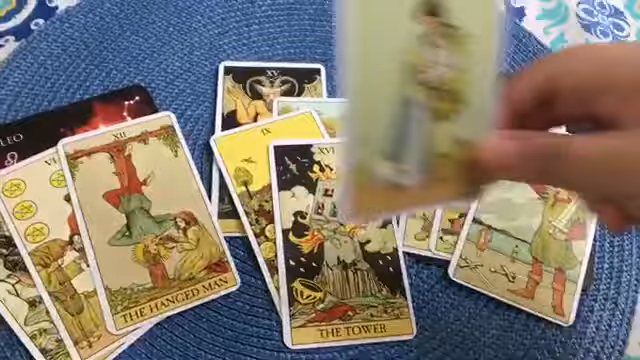 XV
LEO
XII
IX
XVI
THE HANGED MAN
THE TOWER